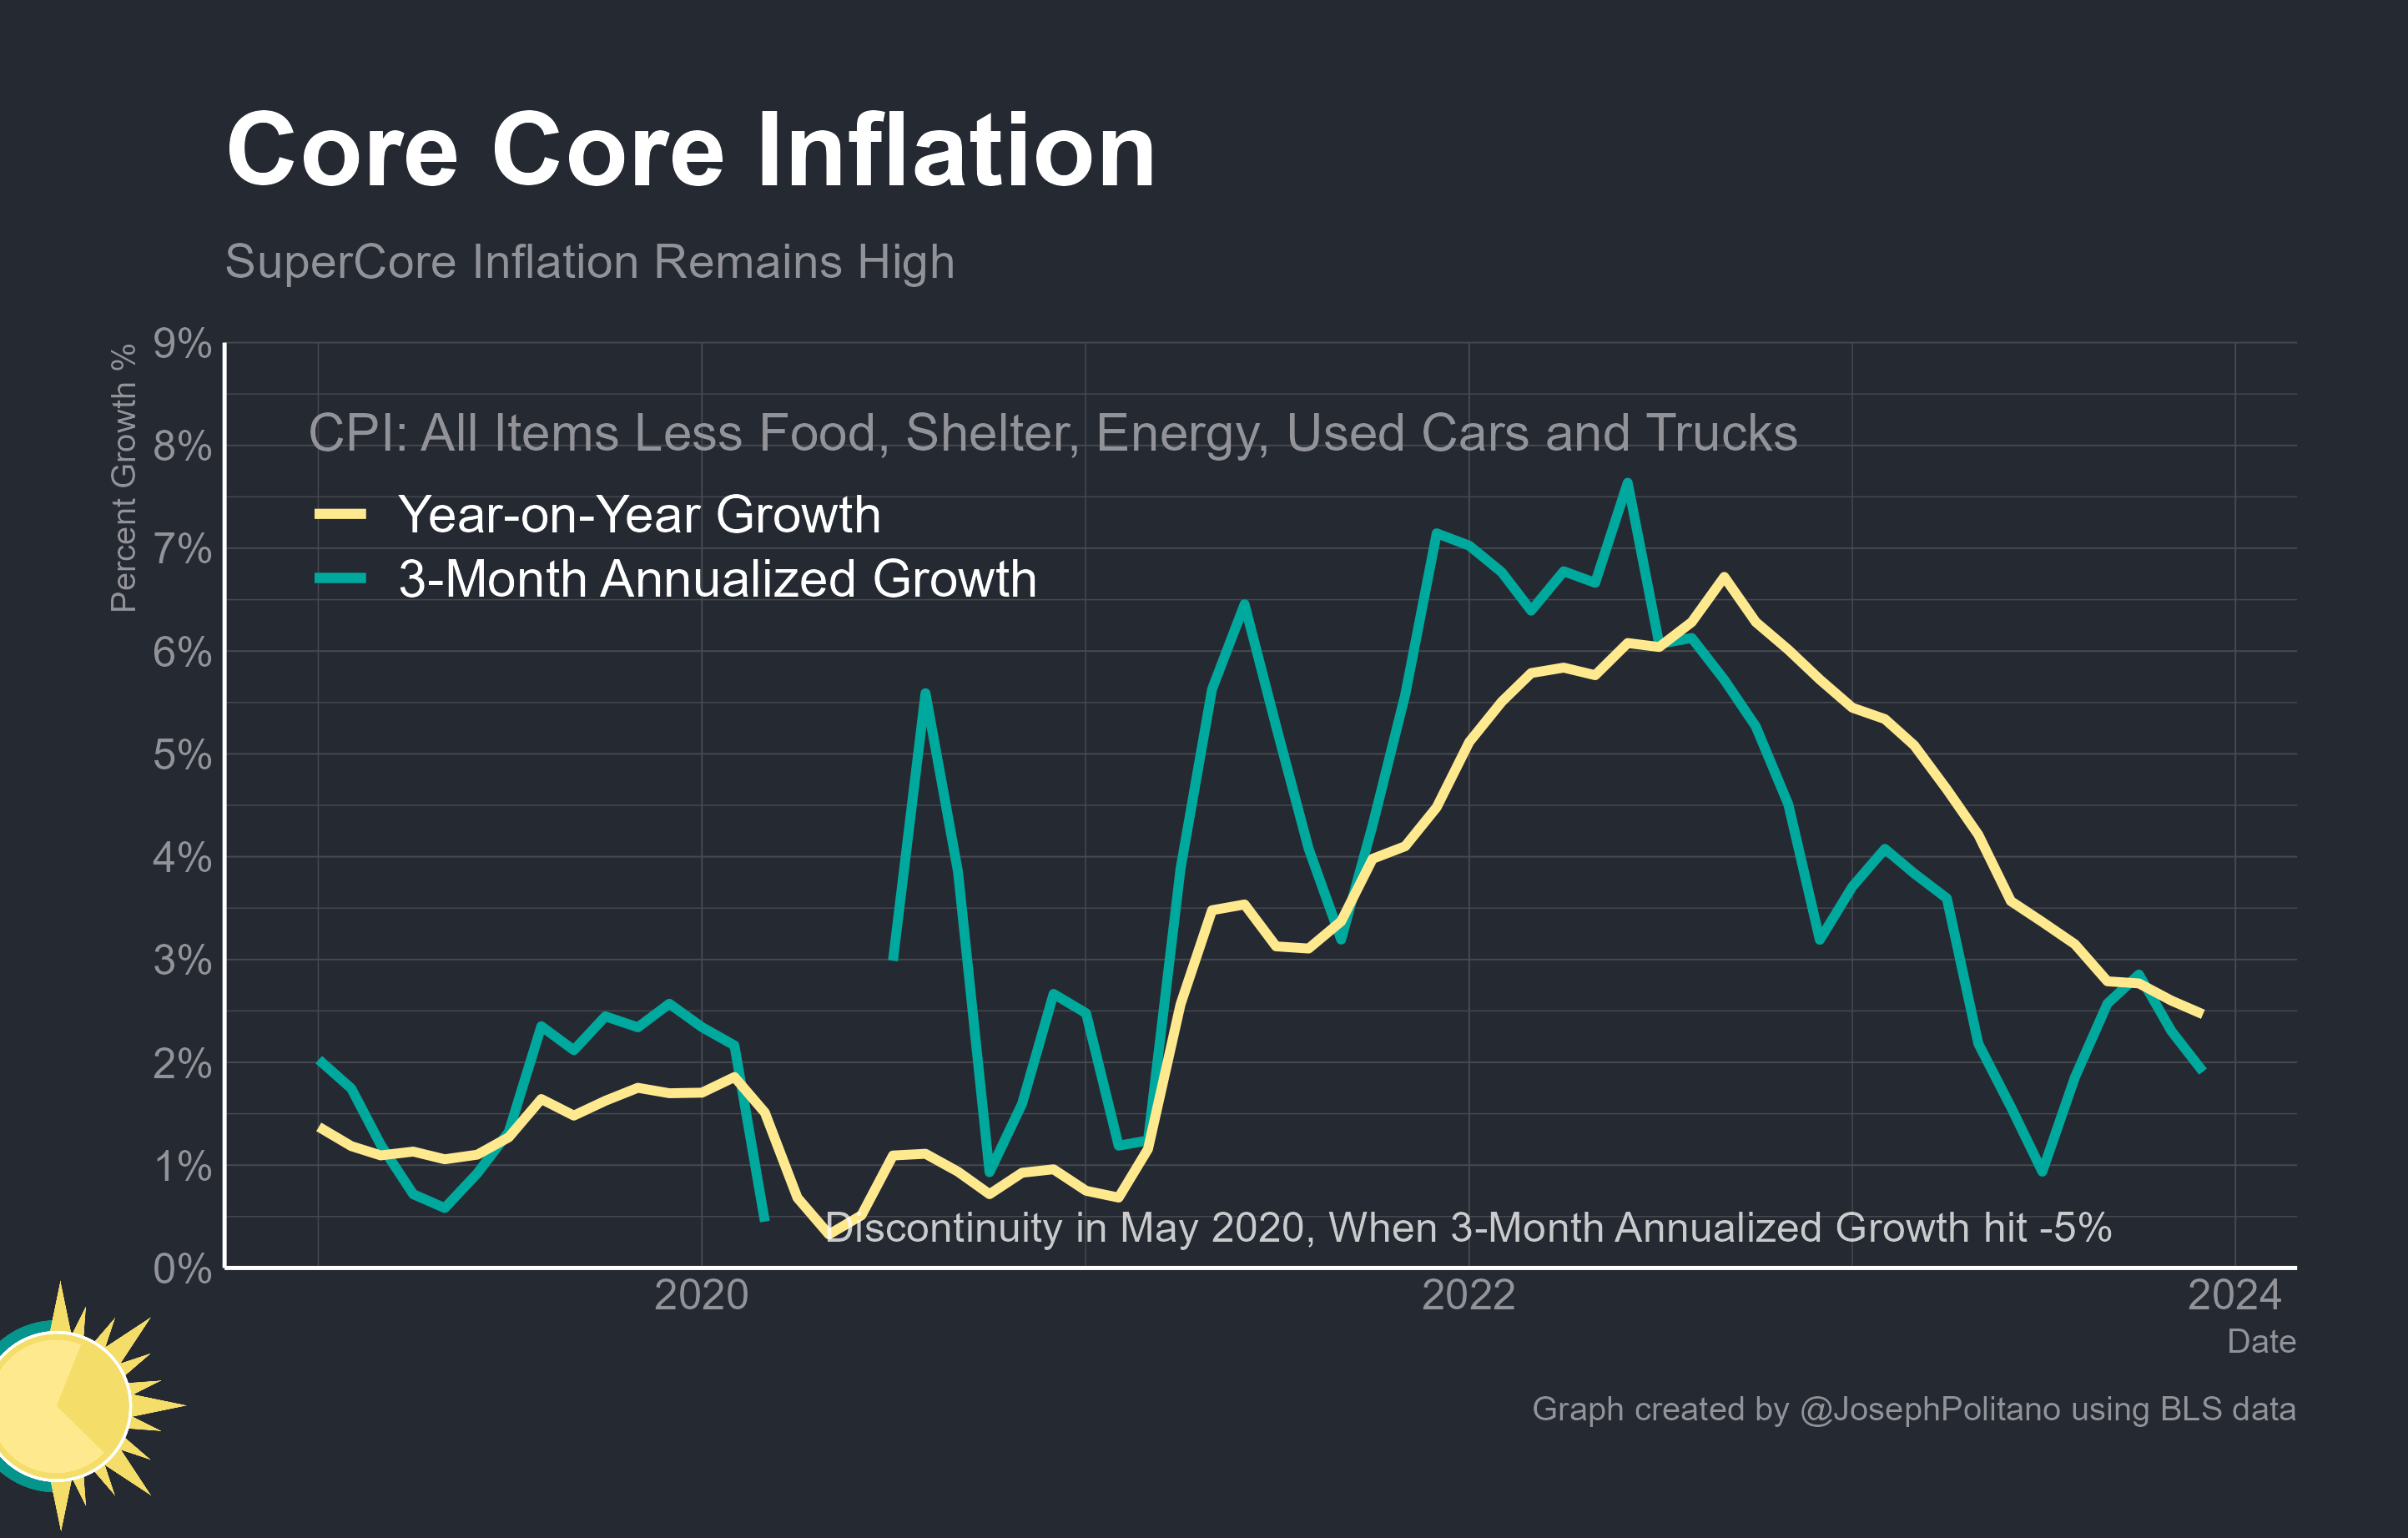 Core Core Inflation
SuperCore Inflation Remains High
Percent Growth %
9%
8%
7%
6%
5%
4%
3%
2%
1%
0%
CPI: All Items Less Food, Shelter, Energy, Used Cars and Trucks
Year-on-Year Growth
3-Month Annualized Growth
Discontinuity in May 2020, When 3-Month Annualized Growth hit -5%
2020 2022 2024
Date
Graph created by @JosephPolitano using BLS data